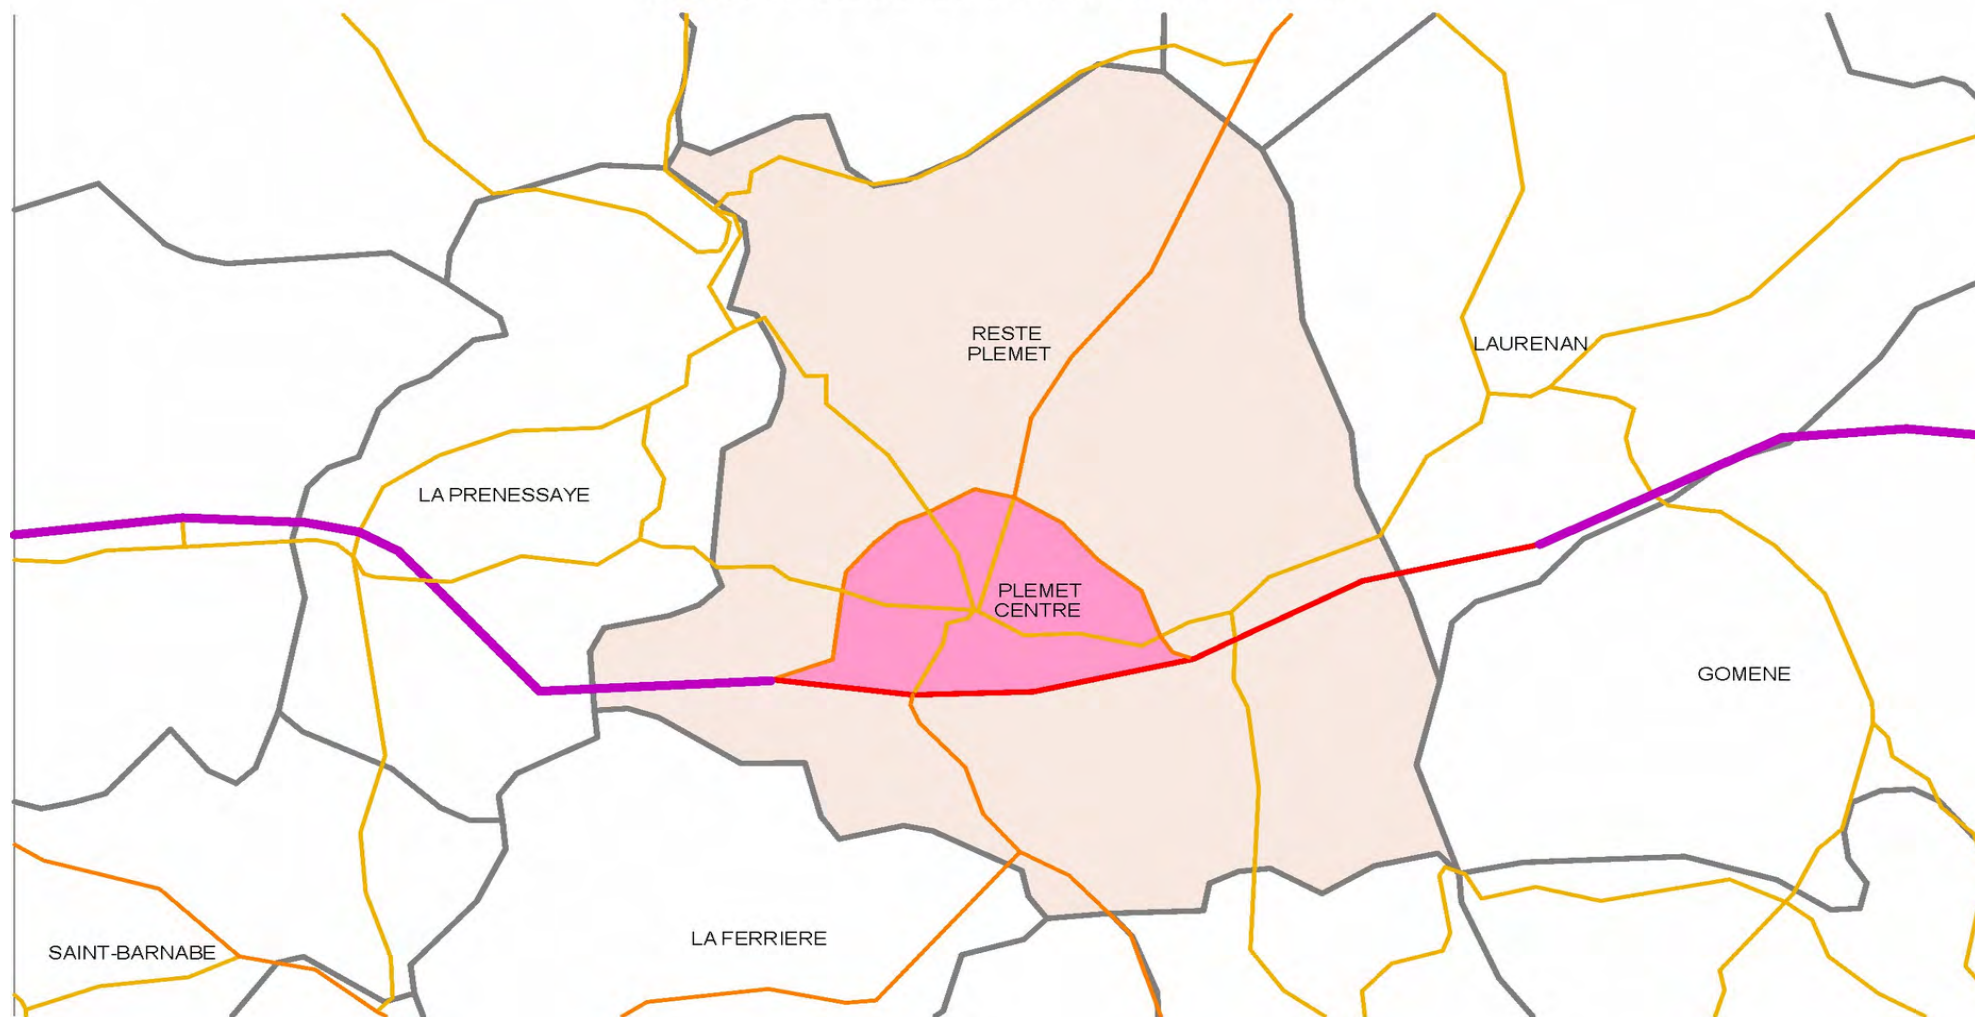 RESTE
PLEMET
LAURENAN
LA PRENESSAYE
PLEMET
CENTRE
GOMENE
LA FERRIERE
SAINT-BARNABE